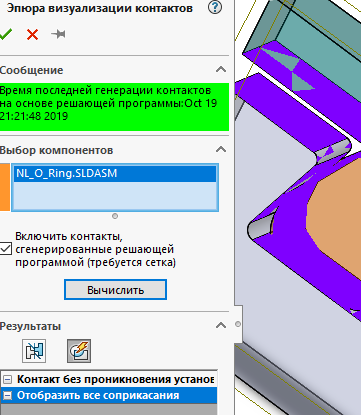 Эпюра визуализации контактов
Сообщение
Время последней генерации контактов
на основе решающей программы:Oct 19
21:21:48 2019
Выбор компонентов
NL_O_Ring.SLDASM
Включить контакты,
сгенерированные решающей
программой (требуется сетка)
Вычислить
Результаты
Контакт без проникновения установ
Отобразить все соприкасания